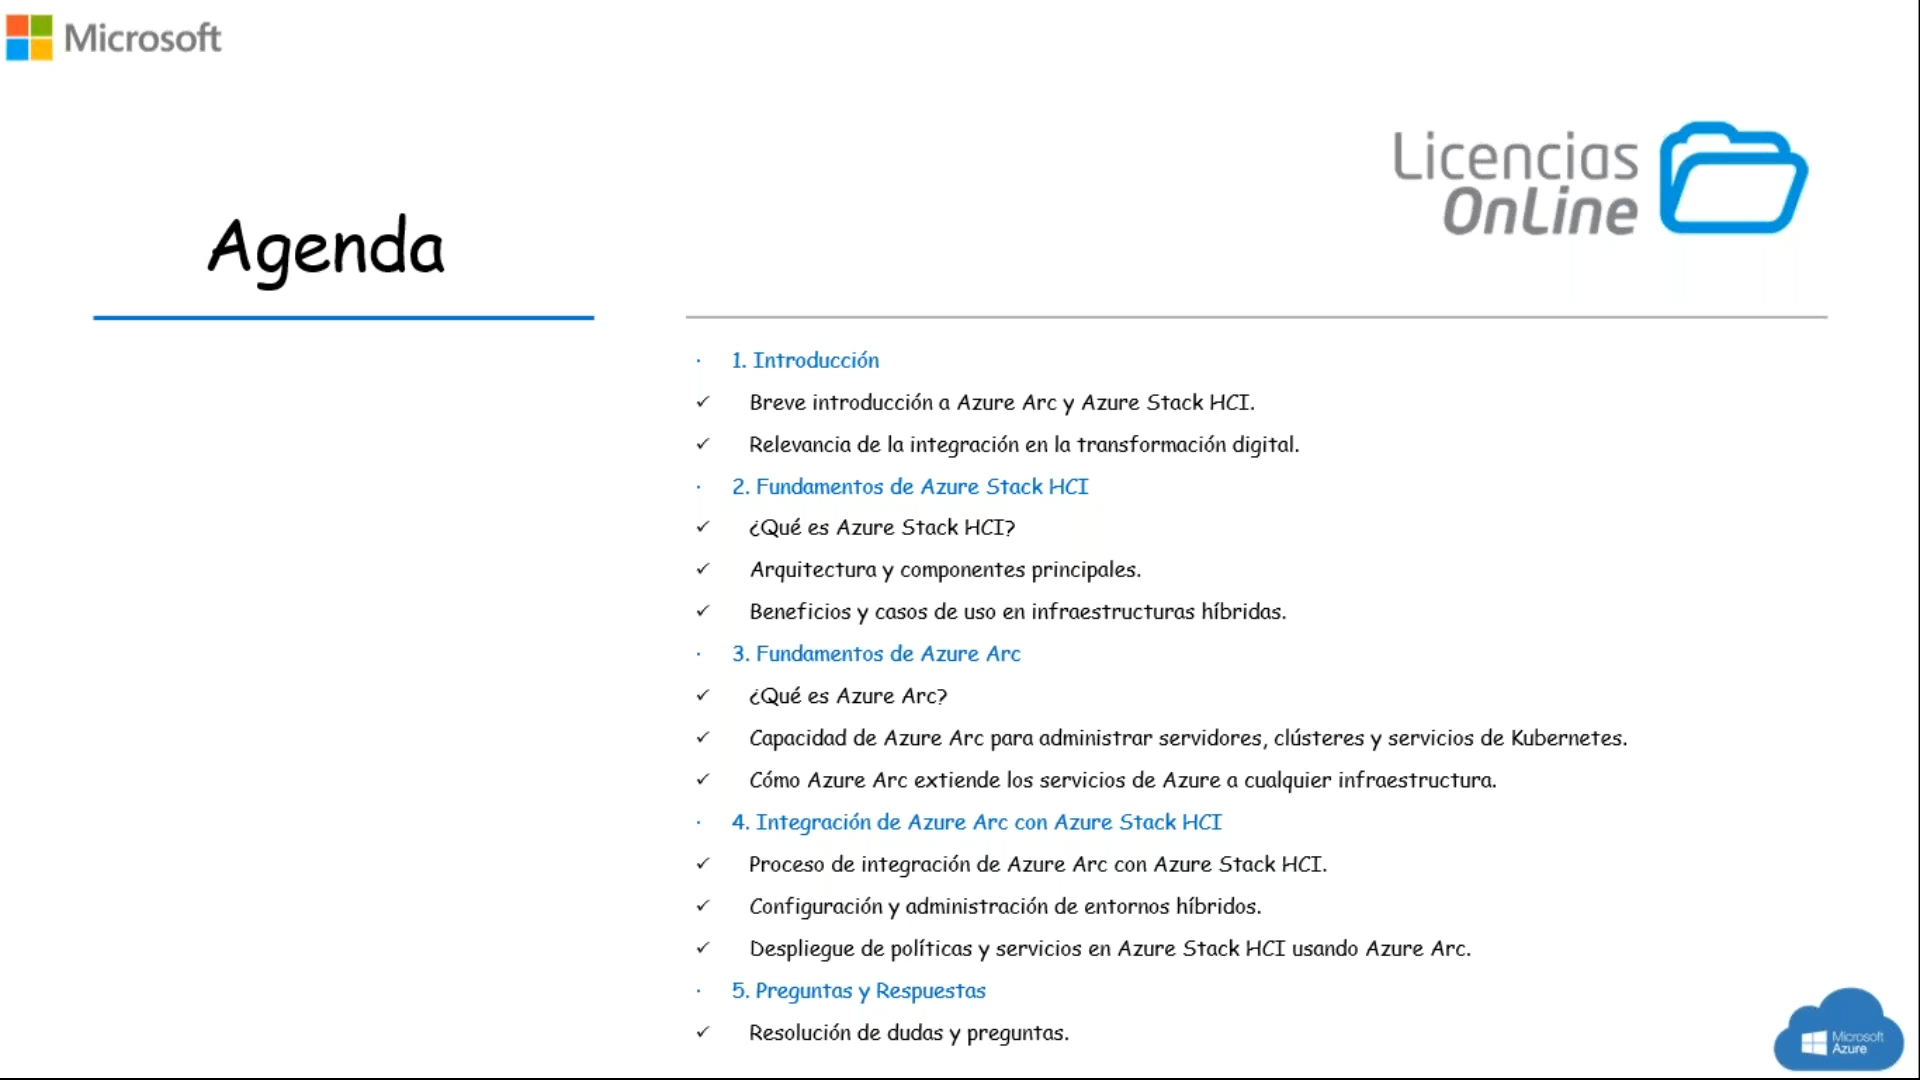 Microsoft
Licencias
OnLine
Agenda
· 1. Introducción
✓ Breve introducción a Azure Arc y Azure Stack HCI.
✓ Relevancia de la integración en la transformación digital.
· 2. Fundamentos de Azure Stack HCI
✓ ¿Qué es Azure Stack HCI?
✓ Arquitectura y componentes principales.
✓ Beneficios y casos de uso en infraestructuras híbridas.
· 3. Fundamentos de Azure Arc
✓ ¿Qué es Azure Arc?
✓ Capacidad de Azure Arc para administrar servidores, clústeres y servicios de Kubernetes.
✓ Cómo Azure Arc extiende los servicios de Azure a cualquier infraestructura.
· 4. Integración de Azure Arc con Azure Stack HCI
✓ Proceso de integración de Azure Arc con Azure Stack HCI.
✓ Configuración y administración de entornos híbridos.
✓ Despliegue de políticas y servicios en Azure Stack HCI usando Azure Arc.
· 5. Preguntas y Respuestas
✓ Resolución de dudas y preguntas.
Microsoft
Azure